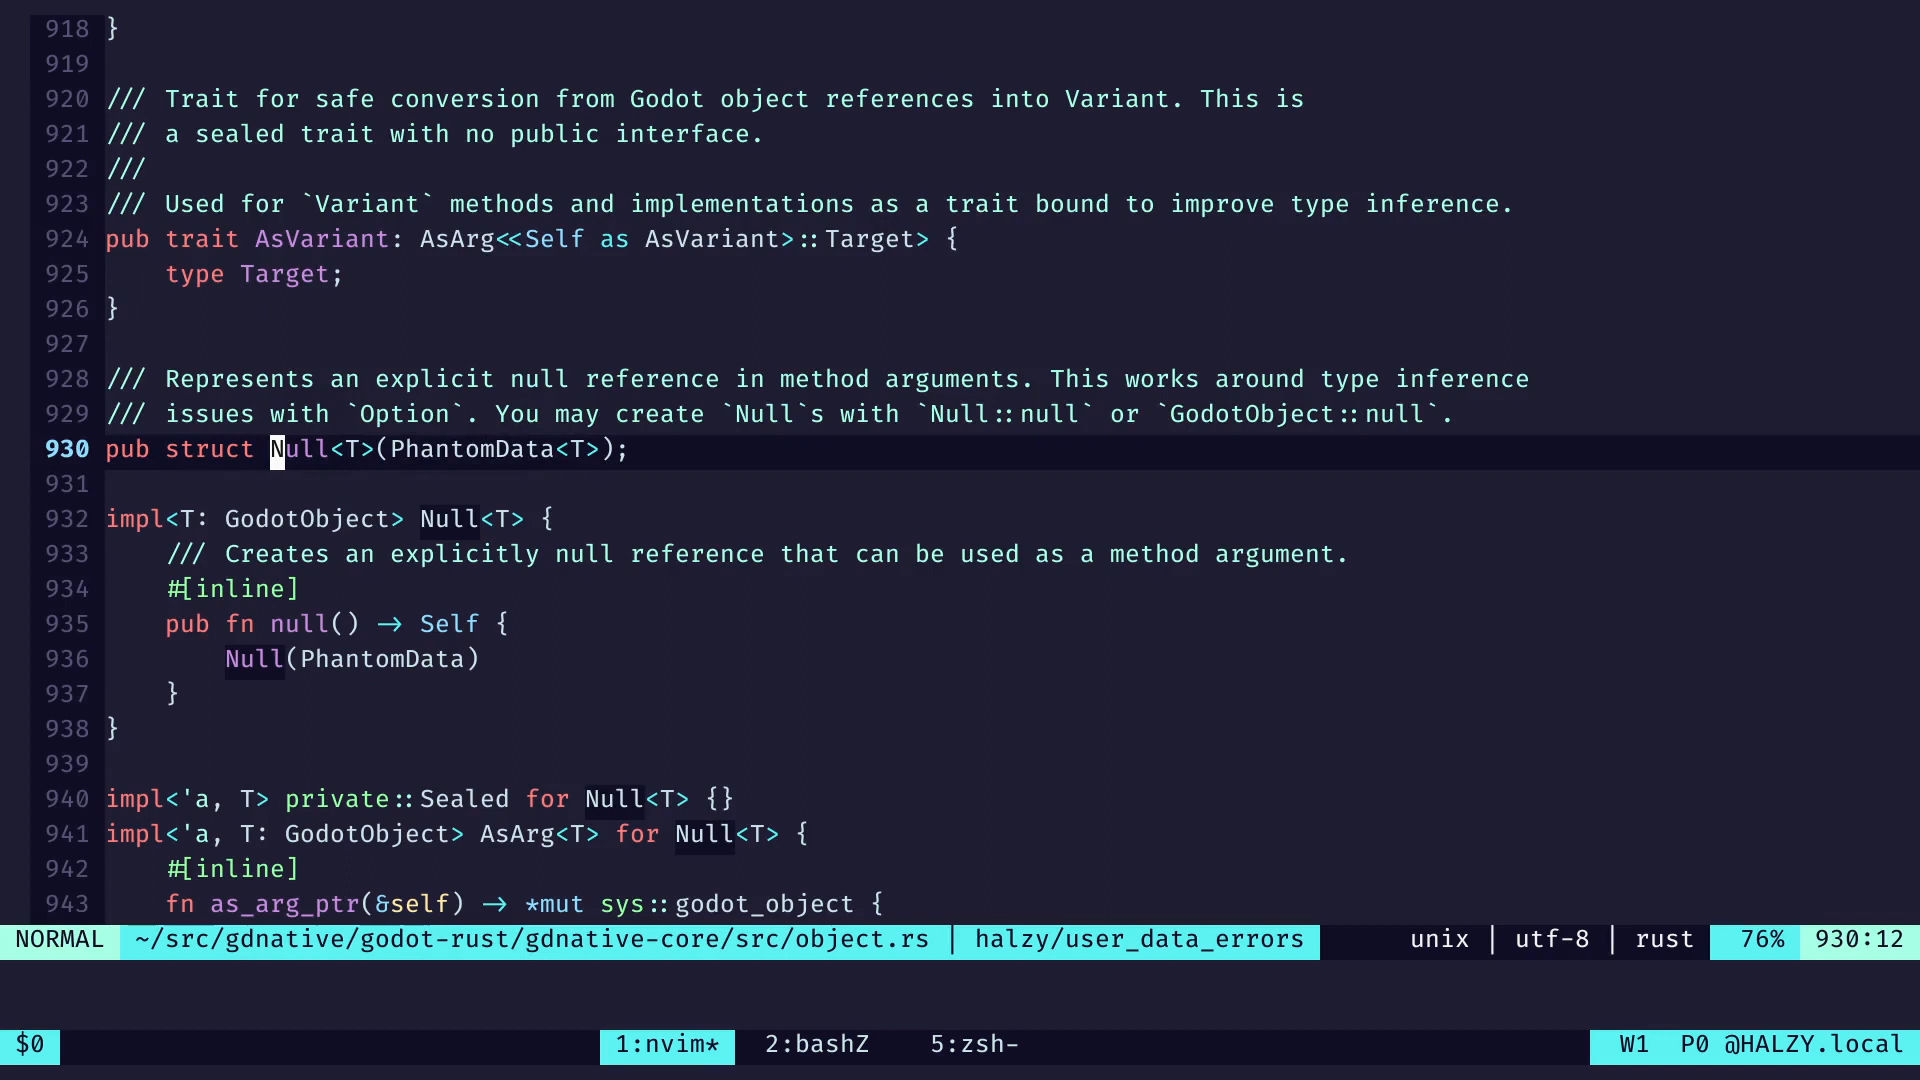 918 }
919
920 /// Trait for safe conversion from Godot object references into Variant. This is
921 /// a sealed trait with no public interface.
922 ///
923 /// Used for `Variant` methods and implementations as a trait bound to improve type inference.
924 pub trait AsVariant: AsArg<<Self as AsVariant>::Target> {
925     type Target;
926 }
927
928 /// Represents an explicit null reference in method arguments. This works around type inference
929 /// issues with `Option`. You may create `Null`s with `Null::null` or `GodotObject::null`.
930 pub struct Null<T>(PhantomData<T>);
931
932 impl<T: GodotObject> Null<T> {
933     /// Creates an explicitly null reference that can be used as a method argument.
934     #[inline]
935     pub fn null() -> Self {
936         Null(PhantomData)
937     }
938 }
939
940 impl<'a, T> private::Sealed for Null<T> {}
941 impl<'a, T: GodotObject> AsArg<T> for Null<T> {
942     #[inline]
943     fn as_arg_ptr(&self) -> *mut sys::godot_object {
NORMAL ~/src/gdnative/godot-rust/gdnative-core/src/object.rs | halzy/user_data_errors unix | utf-8 | rust 76% 930:12
$0 1:nvim* 2:bashZ 5:zsh- W1 P0 @HALZY.local